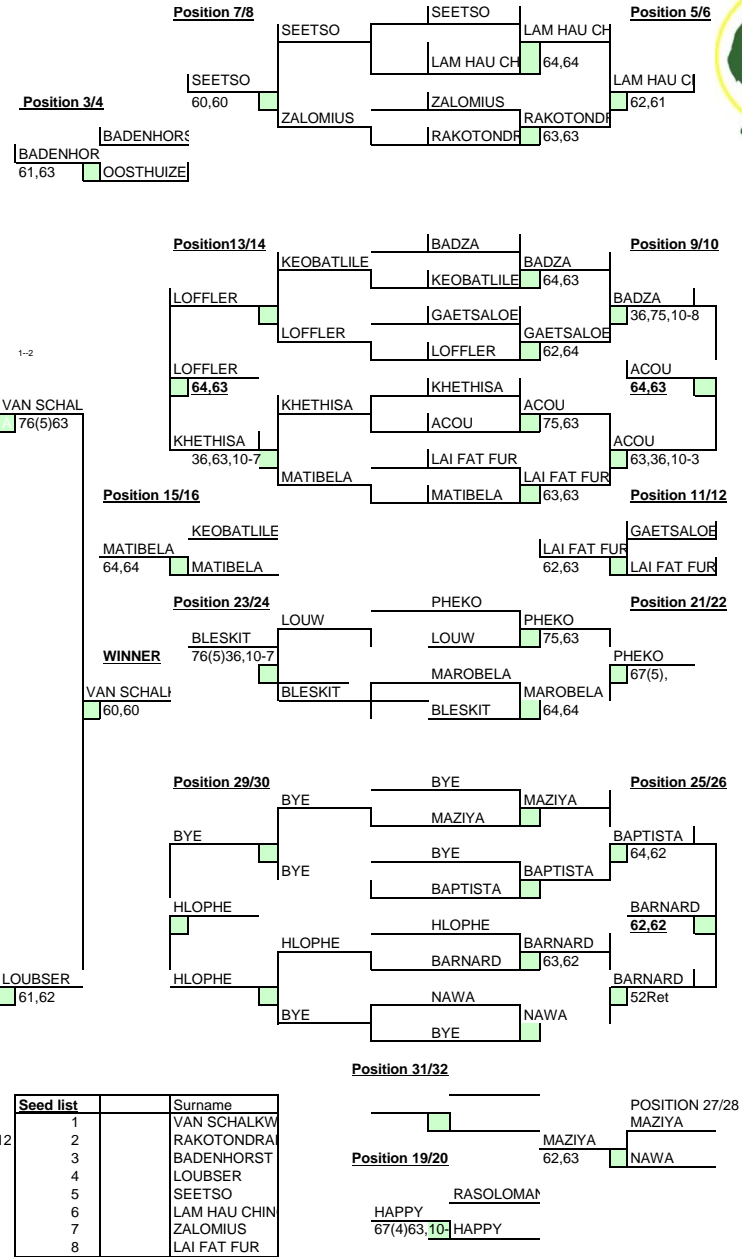 Position 7/8 SEETSO Position 5/6
SEETSO LAM HAU CH
LAM HAU CH 64,64
SEETSO LAM HAU CI
60,60 ZALOMIUS 62,61
Position 3/4
ZALOMIUS RAKOTONDR
RAKOTONDR 63,63
BADENHORS
BADENHOR
61,63 OOSTHUIZE
Position13/14 BADZA Position 9/10
KEOBATLILE BADZA
KEOBATLILE 64,63
LOFFLER BADZA
GAETSALOE 36,75,10-8
LOFFLER GAETSALOE
1--2 LOFFLER 62,64
LOFFLER ACOU
64,63 KHETHISA 64,63
VAN SCHAL KHETHISA ACOU
A 76(5)63 ACOU 75,63
KHETHISA ACOU
36,63,10-7 LAI FAT FUR 63,36,10-3
MATIBELA LAI FAT FUR
Position 15/16 MATIBELA 63,63 Position 11/12
KEOBATLILE GAETSALOE
MATIBELA LAI FAT FUR
64,64 MATIBELA 62,63 LAI FAT FUR
Position 23/24 PHEKO Position 21/22
LOUW PHEKO
BLESKIT LOUW 75,63
WINNER 76(5)36,10-7 PHEKO
MAROBELA 67(5),
VAN SCHALK BLESKIT MAROBELA
60,60 BLESKIT 64,64
Position 29/30 BYE Position 25/26
BYE MAZIYA
MAZIYA
BYE BAPTISTA
BYE 64,62
BYE BAPTISTA
BAPTISTA
HLOPHE BARNARD
HLOPHE 62,62
HLOPHE BARNARD
BARNARD 63,62
LOUBSER HLOPHE BARNARD
61,62 NAWA 52Ret
BYE NAWA
BYE
Position 31/32
Seed list Surname POSITION 27/28
1 VAN SCHALKW MAZIYA
12 2 RAKOTONDRAI MAZIYA
3 BADENHORST Position 19/20 62,63 NAWA
4 LOUBSER
5 SEETSO RASOLOMAN
6 LAM HAU CHIN HAPPY
7 ZALOMIUS 67(4)63,10- HAPPY
8 LAI FAT FUR